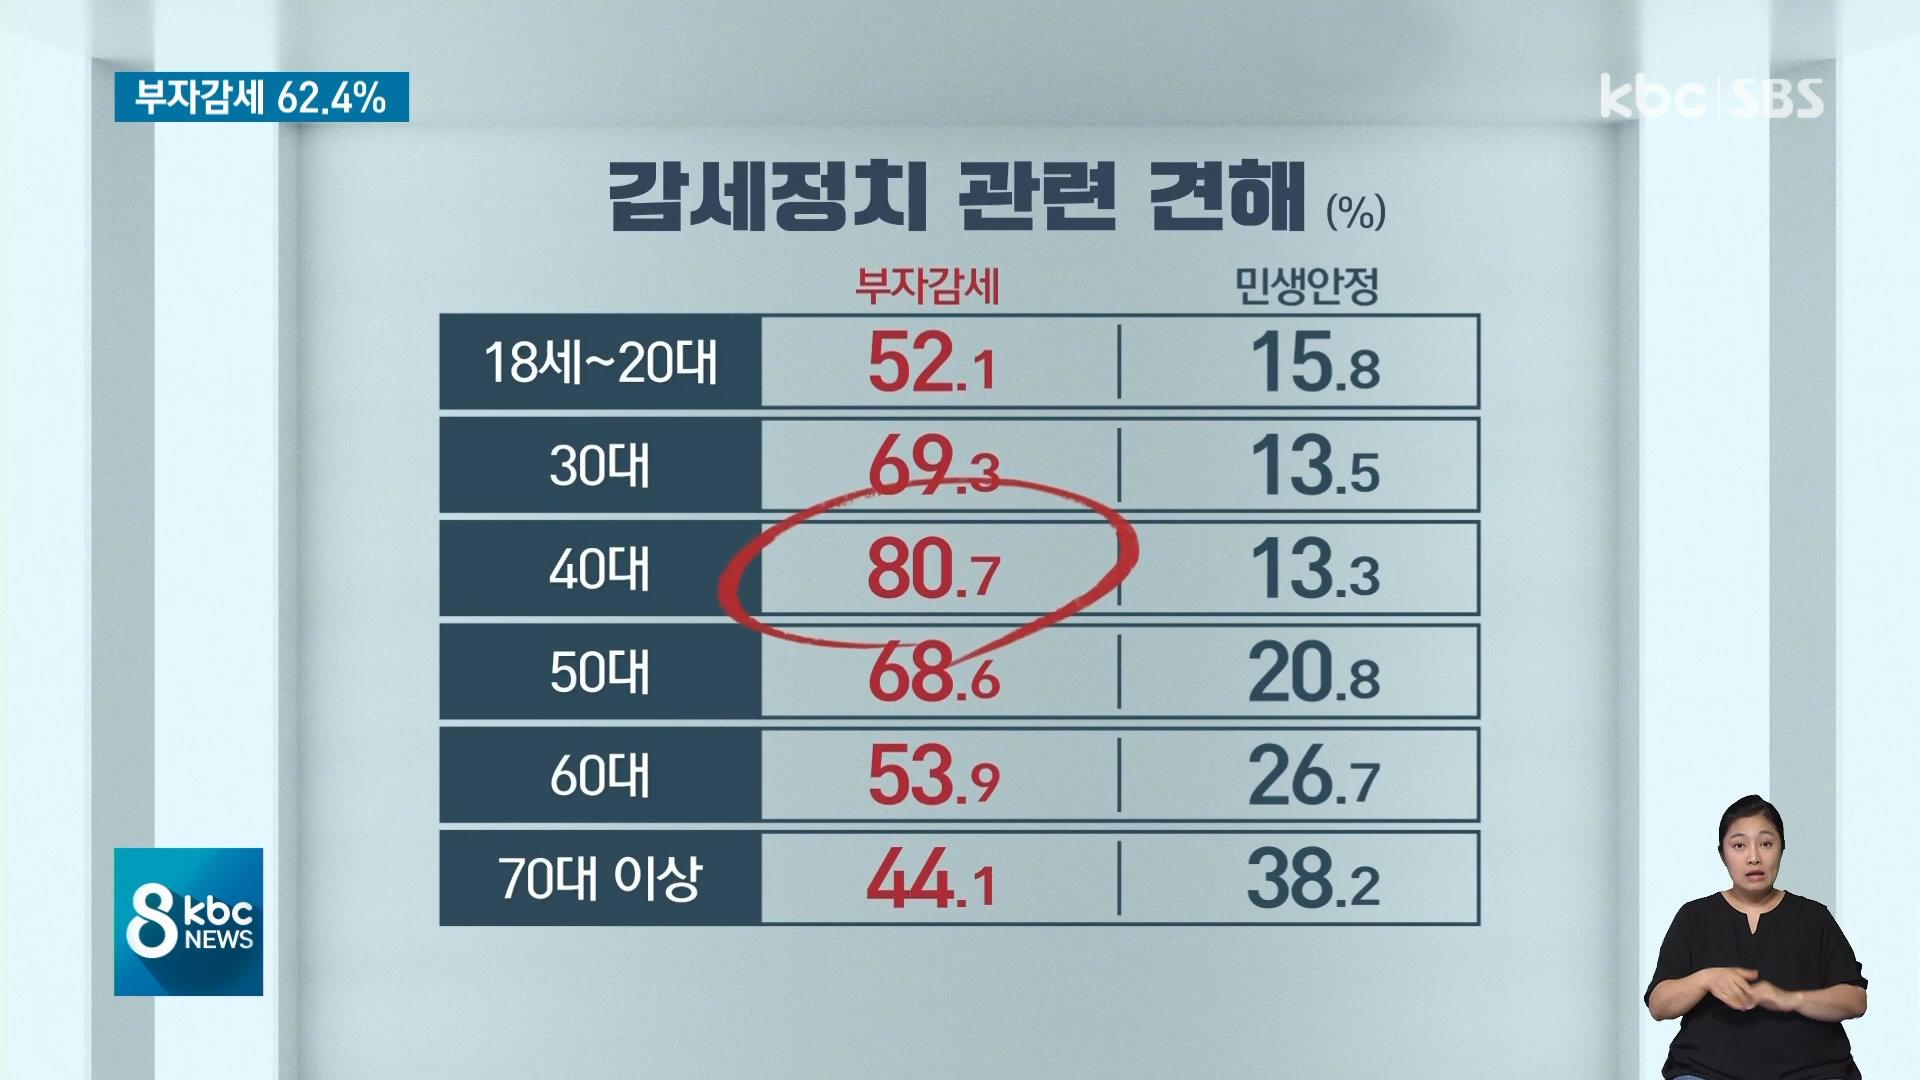 부자감세 62.4%
kbc SBS
감세정치 관련 견해 (%)
부자감세 민생안정
18세~20대 52.1 15.8
30대 69.3 13.5
40대 80.7 13.3
50대 68.6 20.8
60대 53.9 26.7
70대 이상 44.1 38.2
8 kbc
NEWS